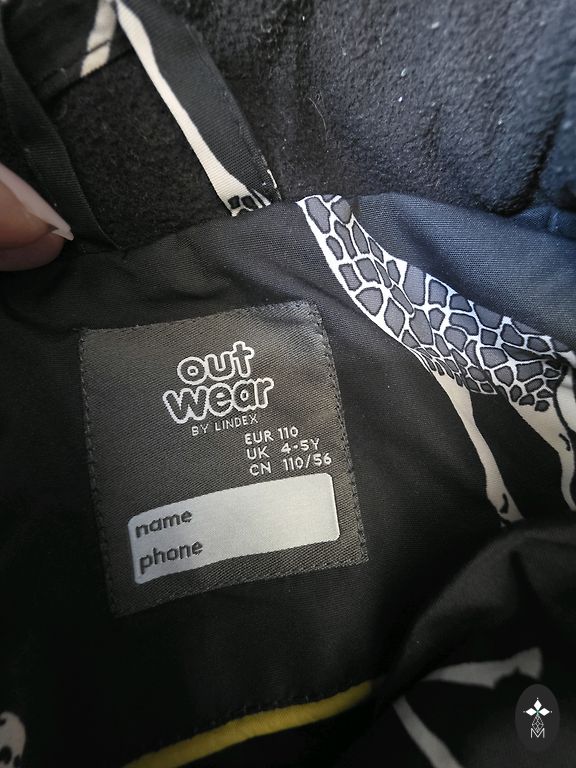 out
wear
BY LINDEX
EUR 110
UK 4-5Y
CN 110/56
name
phone
M